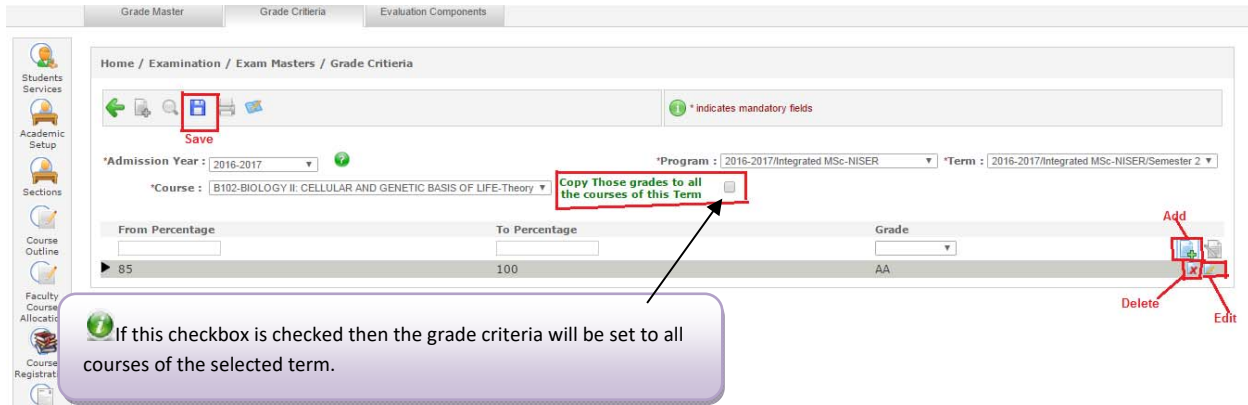 Grade Master Grade Critieria Evaluation Components
Home / Examination / Exam Masters / Grade Critieria
Students
Services
Academic
Setup
Sections
Course
Outline
Faculty
Course
Allocatio
Course
Registrati
* indicates mandatory fields
Save
*Admission Year : 2016-2017
*Program : 2016-2017/Integrated MSc-NISER
*Term : 2016-2017/Integrated MSc-NISER/Semester 2
*Course : B102-BIOLOGY II: CELLULAR AND GENETIC BASIS OF LIFE-Theory
Copy Those grades to all
the courses of this Term
Add
From Percentage To Percentage Grade
85 100 AA
Delete
Edit
If this checkbox is checked then the grade criteria will be set to all
courses of the selected term.